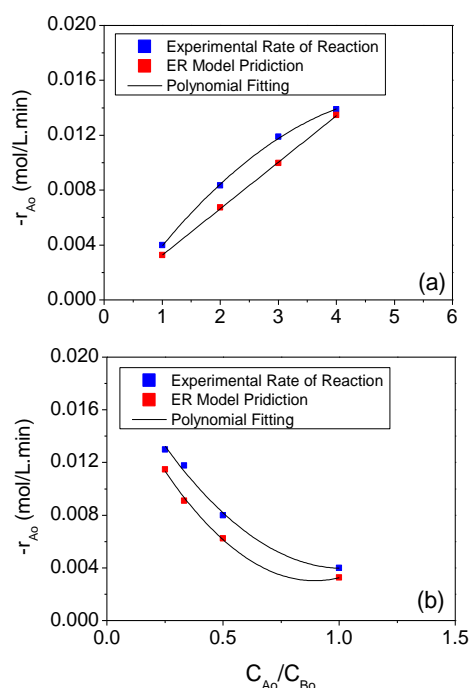 0.020
0.016
0.012
0.008
0.004
0.000
-r_Ao (mol/L.min)
Experimental Rate of Reaction
ER Model Pridiction
Polynomial Fitting
(a)
0 1 2 3 4 5 6
0.020
0.016
0.012
0.008
0.004
0.000
-r_Ao (mol/L.min)
Experimental Rate of Reaction
ER Model Pridiction
Polynomial Fitting
(b)
0.0 0.5 1.0 1.5
C_Ao/C_Bo